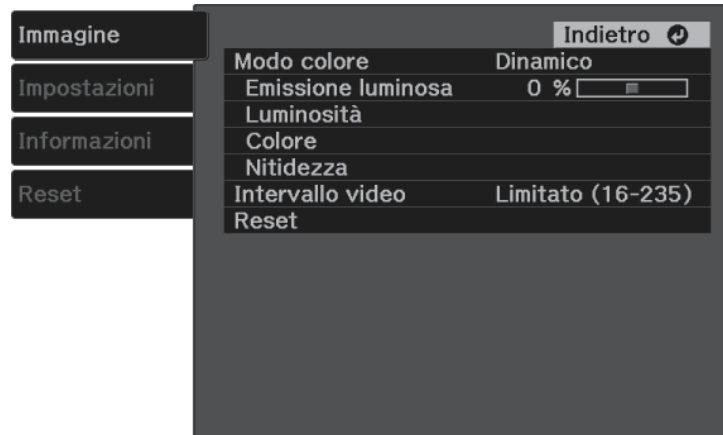 Immagine
Impostazioni
Informazioni
Reset
Indietro
Modo colore Dinamico
Emissione luminosa 0 %
Luminosità
Colore
Nitidezza
Intervallo video Limitato (16-235)
Reset